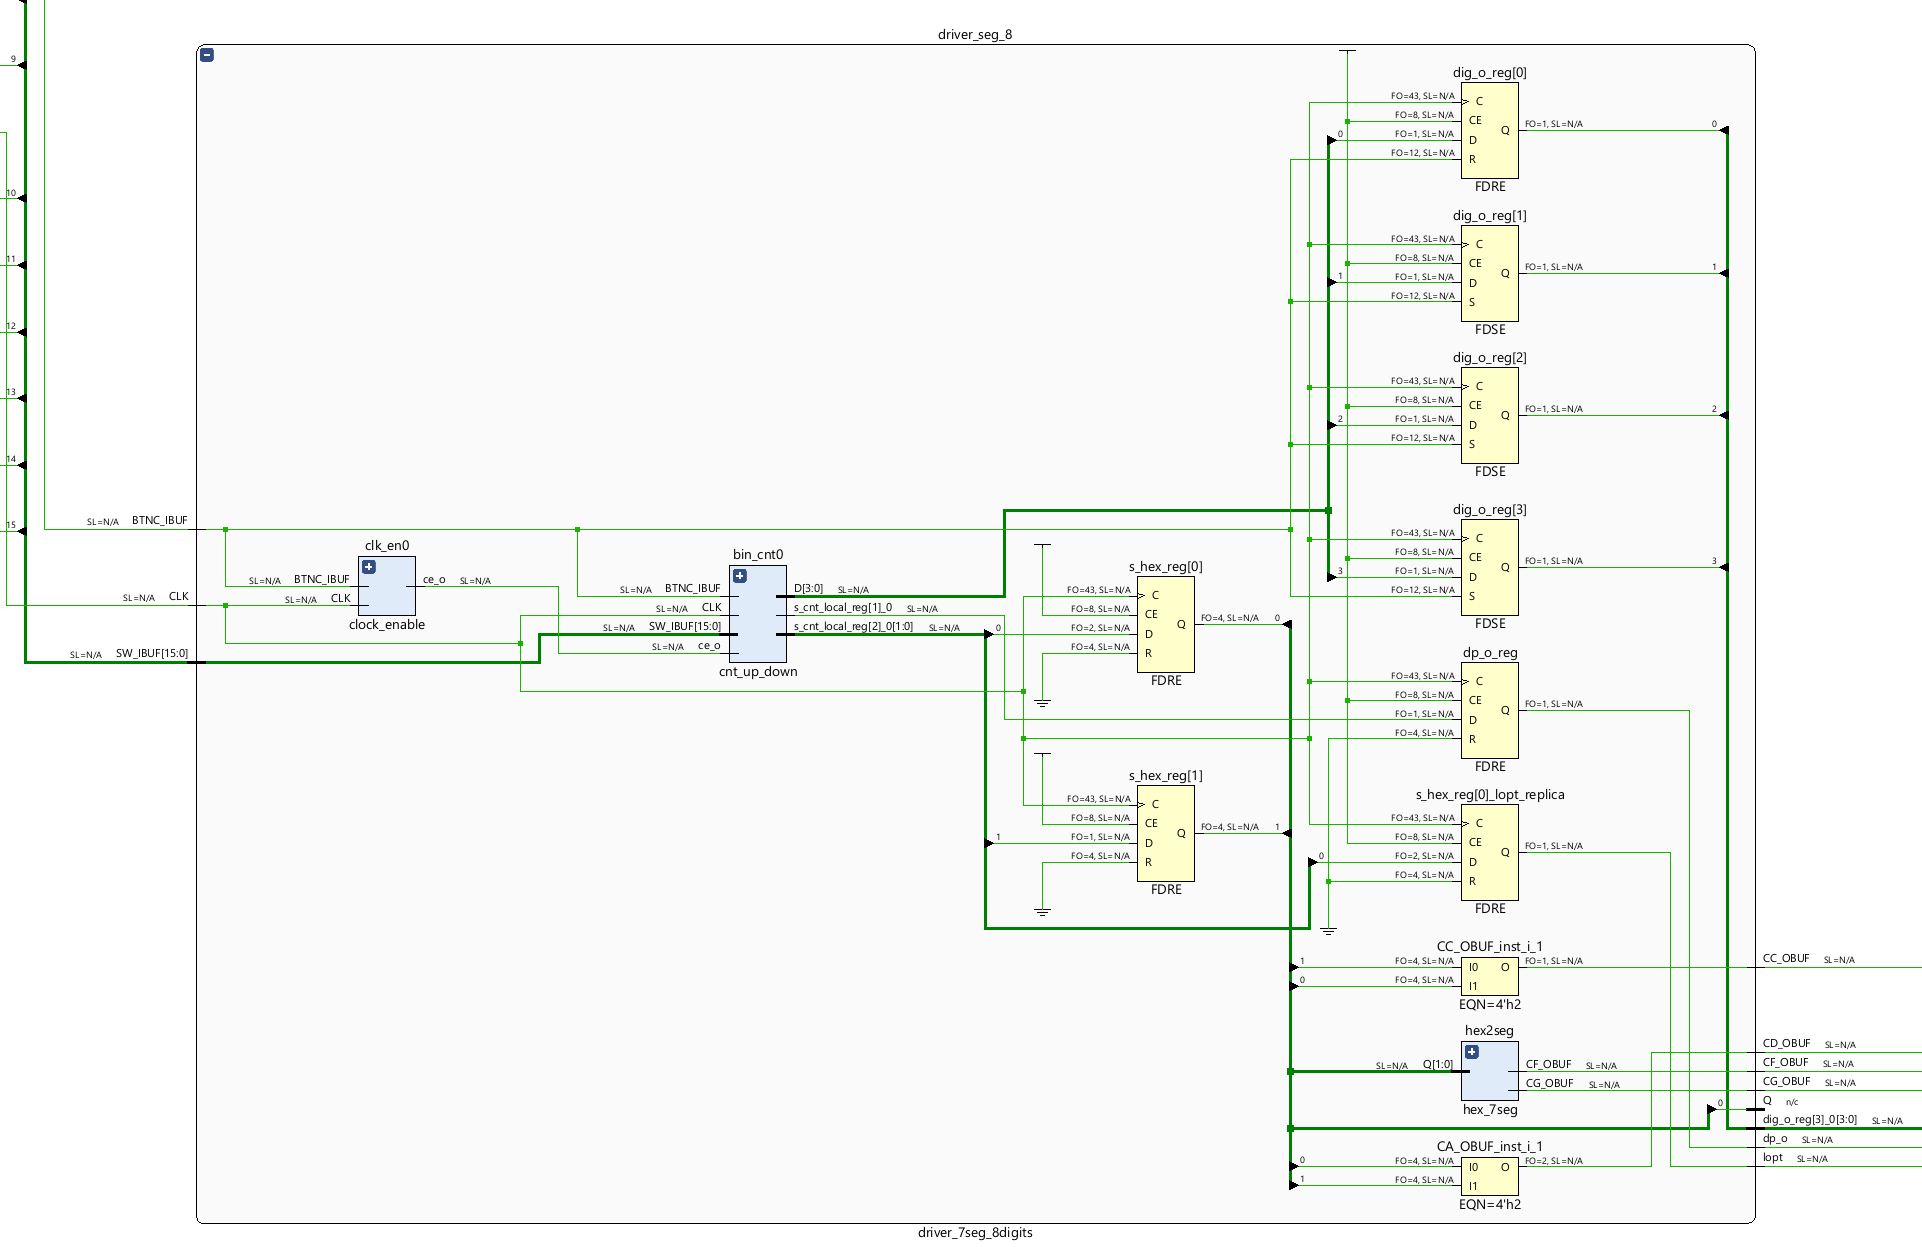 driver_seg_8
9
10
11
12
13
14
15
SL=N/A BTNC_IBUF
SL=N/A CLK
SL=N/A SW_IBUF[15:0]
clk_en0
SL=N/A BTNC_IBUF
ce_o SL=N/A
SL=N/A CLK
clock_enable
bin_cnt0
SL=N/A BTNC_IBUF
SL=N/A CLK
SL=N/A SW_IBUF[15:0]
SL=N/A ce_o
D[3:0] SL=N/A
s_cnt_local_reg[1]_0 SL=N/A
s_cnt_local_reg[2]_0[1:0] SL=N/A
cnt_up_down
0
1
s_hex_reg[0]
FO=43, SL=N/A C
FO=8, SL=N/A CE
FO=2, SL=N/A D
FO=4, SL=N/A R
Q FO=4, SL=N/A 0
FDRE
s_hex_reg[1]
FO=43, SL=N/A C
FO=8, SL=N/A CE
FO=1, SL=N/A D
FO=4, SL=N/A R
Q FO=4, SL=N/A 1
FDRE
dig_o_reg[0]
FO=43, SL=N/A C
FO=8, SL=N/A CE
0 FO=1, SL=N/A D
FO=12, SL=N/A R
Q FO=1, SL=N/A 0
FDRE
dig_o_reg[1]
FO=43, SL=N/A C
FO=8, SL=N/A CE
1 FO=1, SL=N/A D
FO=12, SL=N/A S
Q FO=1, SL=N/A 1
FDSE
dig_o_reg[2]
FO=43, SL=N/A C
FO=8, SL=N/A CE
2 FO=1, SL=N/A D
FO=12, SL=N/A S
Q FO=1, SL=N/A 2
FDSE
dig_o_reg[3]
FO=43, SL=N/A C
FO=8, SL=N/A CE
3 FO=1, SL=N/A D
FO=12, SL=N/A S
Q FO=1, SL=N/A 3
FDSE
dp_o_reg
FO=43, SL=N/A C
FO=8, SL=N/A CE
FO=1, SL=N/A D
FO=4, SL=N/A R
Q FO=1, SL=N/A
FDRE
s_hex_reg[0]_lopt_replica
FO=43, SL=N/A C
FO=8, SL=N/A CE
0 FO=2, SL=N/A D
FO=4, SL=N/A R
Q FO=1, SL=N/A
FDRE
CC_OBUF_inst_i_1
1 FO=4, SL=N/A I0 O FO=1, SL=N/A
0 FO=4, SL=N/A I1
EQN=4'h2
hex2seg
SL=N/A Q[1:0]
CF_OBUF SL=N/A
CG_OBUF SL=N/A
hex_7seg
CA_OBUF_inst_i_1
0 FO=4, SL=N/A I0 O FO=2, SL=N/A
1 FO=4, SL=N/A I1
EQN=4'h2
CC_OBUF SL=N/A
CD_OBUF SL=N/A
CF_OBUF SL=N/A
CG_OBUF SL=N/A
0 Q n/c
dig_o_reg[3]_0[3:0] SL=N/A
dp_o SL=N/A
lopt SL=N/A
driver_7seg_8digits